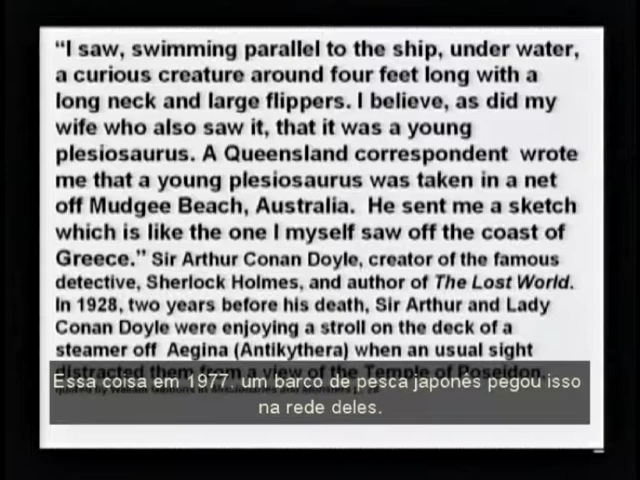 “I saw, swimming parallel to the ship, under water,
a curious creature around four feet long with a
long neck and large flippers. I believe, as did my
wife who also saw it, that it was a young
plesiosaurus. A Queensland correspondent wrote
me that a young plesiosaurus was taken in a net
off Mudgee Beach, Australia. He sent me a sketch
which is like the one I myself saw off the coast of
Greece.” Sir Arthur Conan Doyle, creator of the famous
detective, Sherlock Holmes, and author of The Lost World.
In 1928, two years before his death, Sir Arthur and Lady
Conan Doyle were enjoying a stroll on the deck of a
steamer off Aegina (Antikythera) when an usual sight
distracted them from a view of the Temple of Poseidon.
Essa coisa em 1977, um barco de pesca japonês pegou isso
na rede deles.